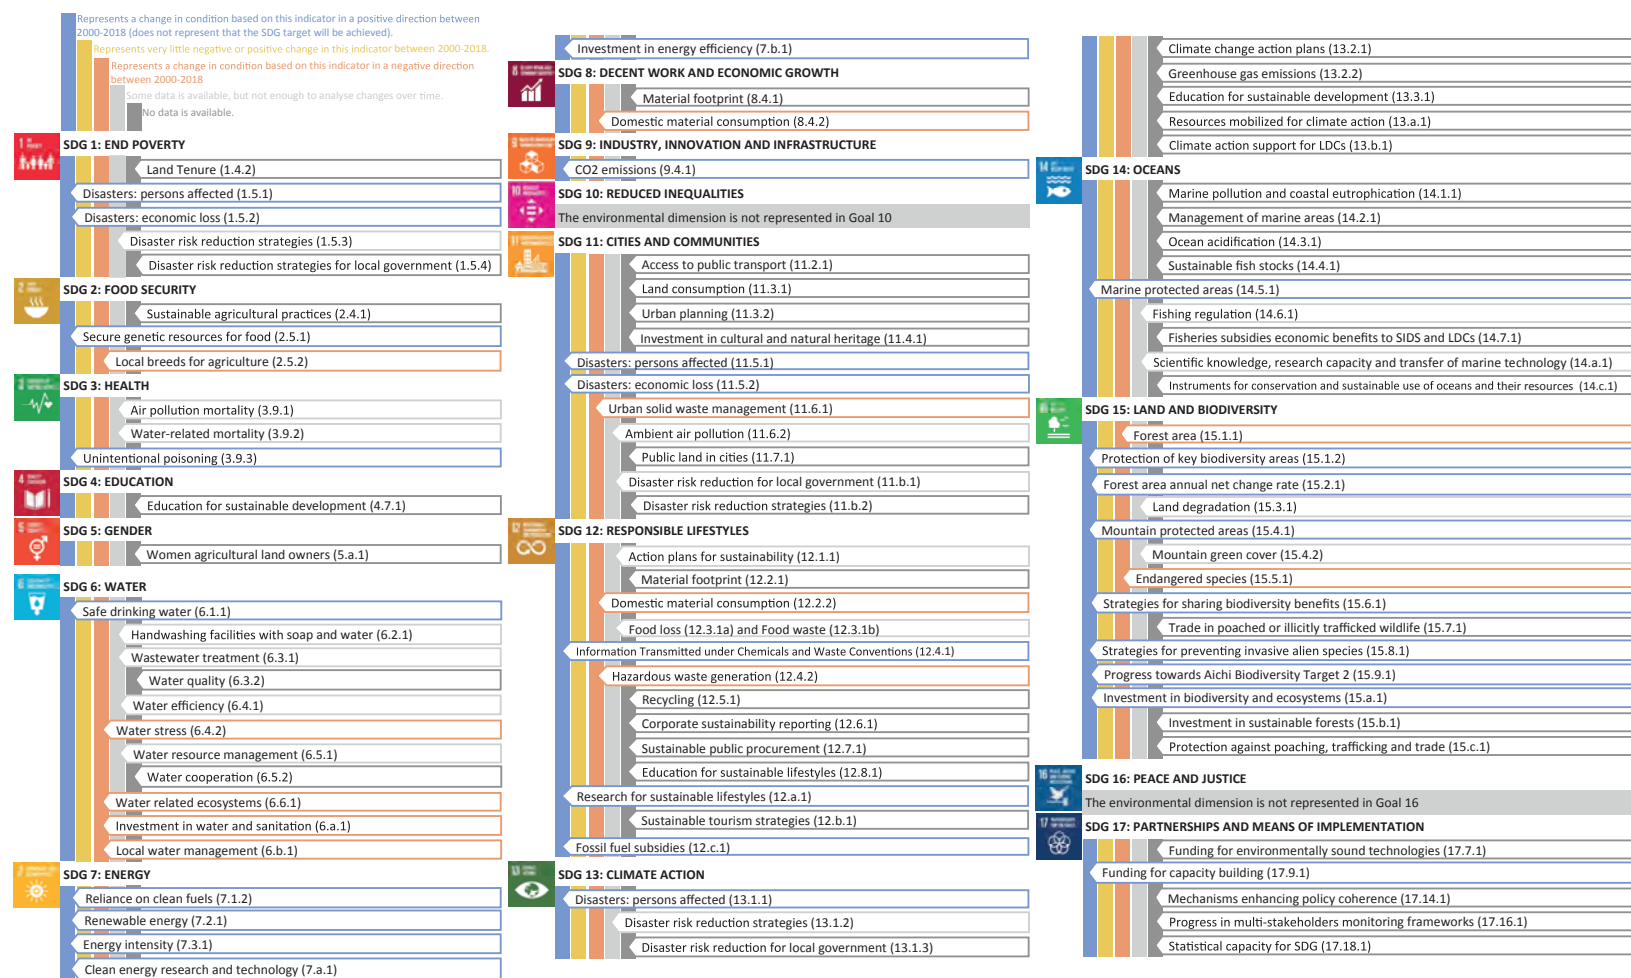 Represents a change in condition based on this indicator in a positive direction between
2000-2018 (does not represent that the SDG target will be achieved).
Represents very little negative or positive change in this indicator between 2000-2018.
Represents a change in condition based on this indicator in a negative direction
between 2000-2018
Some data is available, but not enough to analyse changes over time.
No data is available.
1
SDG 1: END POVERTY
Land Tenure (1.4.2)
Disasters: persons affected (1.5.1)
Disasters: economic loss (1.5.2)
Disaster risk reduction strategies (1.5.3)
Disaster risk reduction strategies for local government (1.5.4)
2
SDG 2: FOOD SECURITY
Sustainable agricultural practices (2.4.1)
Secure genetic resources for food (2.5.1)
Local breeds for agriculture (2.5.2)
SDG 3: HEALTH
Air pollution mortality (3.9.1)
Water-related mortality (3.9.2)
Unintentional poisoning (3.9.3)
4
SDG 4: EDUCATION
Education for sustainable development (4.7.1)
5
SDG 5: GENDER
Women agricultural land owners (5.a.1)
6
SDG 6: WATER
Safe drinking water (6.1.1)
Handwashing facilities with soap and water (6.2.1)
Wastewater treatment (6.3.1)
Water quality (6.3.2)
Water efficiency (6.4.1)
Water stress (6.4.2)
Water resource management (6.5.1)
Water cooperation (6.5.2)
Water related ecosystems (6.6.1)
Investment in water and sanitation (6.a.1)
Local water management (6.b.1)
SDG 7: ENERGY
Reliance on clean fuels (7.1.2)
Renewable energy (7.2.1)
Energy intensity (7.3.1)
Clean energy research and technology (7.a.1)
Investment in energy efficiency (7.b.1)
8
SDG 8: DECENT WORK AND ECONOMIC GROWTH
Material footprint (8.4.1)
Domestic material consumption (8.4.2)
9
SDG 9: INDUSTRY, INNOVATION AND INFRASTRUCTURE
CO2 emissions (9.4.1)
10
SDG 10: REDUCED INEQUALITIES
The environmental dimension is not represented in Goal 10
11
SDG 11: CITIES AND COMMUNITIES
Access to public transport (11.2.1)
Land consumption (11.3.1)
Urban planning (11.3.2)
Investment in cultural and natural heritage (11.4.1)
Disasters: persons affected (11.5.1)
Disasters: economic loss (11.5.2)
Urban solid waste management (11.6.1)
Ambient air pollution (11.6.2)
Public land in cities (11.7.1)
Disaster risk reduction for local government (11.b.1)
Disaster risk reduction strategies (11.b.2)
12
SDG 12: RESPONSIBLE LIFESTYLES
Action plans for sustainability (12.1.1)
Material footprint (12.2.1)
Domestic material consumption (12.2.2)
Food loss (12.3.1a) and Food waste (12.3.1b)
Information Transmitted under Chemicals and Waste Conventions (12.4.1)
Hazardous waste generation (12.4.2)
Recycling (12.5.1)
Corporate sustainability reporting (12.6.1)
Sustainable public procurement (12.7.1)
Education for sustainable lifestyles (12.8.1)
Research for sustainable lifestyles (12.a.1)
Sustainable tourism strategies (12.b.1)
Fossil fuel subsidies (12.c.1)
13
SDG 13: CLIMATE ACTION
Disasters: persons affected (13.1.1)
Disaster risk reduction strategies (13.1.2)
Disaster risk reduction for local government (13.1.3)
Climate change action plans (13.2.1)
Greenhouse gas emissions (13.2.2)
Education for sustainable development (13.3.1)
Resources mobilized for climate action (13.a.1)
Climate action support for LDCs (13.b.1)
14
SDG 14: OCEANS
Marine pollution and coastal eutrophication (14.1.1)
Management of marine areas (14.2.1)
Ocean acidification (14.3.1)
Sustainable fish stocks (14.4.1)
Marine protected areas (14.5.1)
Fishing regulation (14.6.1)
Fisheries subsidies economic benefits to SIDS and LDCs (14.7.1)
Scientific knowledge, research capacity and transfer of marine technology (14.a.1)
Instruments for conservation and sustainable use of oceans and their resources (14.c.1)
SDG 15: LAND AND BIODIVERSITY
Forest area (15.1.1)
Protection of key biodiversity areas (15.1.2)
Forest area annual net change rate (15.2.1)
Land degradation (15.3.1)
Mountain protected areas (15.4.1)
Mountain green cover (15.4.2)
Endangered species (15.5.1)
Strategies for sharing biodiversity benefits (15.6.1)
Trade in poached or illicitly trafficked wildlife (15.7.1)
Strategies for preventing invasive alien species (15.8.1)
Progress towards Aichi Biodiversity Target 2 (15.9.1)
Investment in biodiversity and ecosystems (15.a.1)
Investment in sustainable forests (15.b.1)
Protection against poaching, trafficking and trade (15.c.1)
16
SDG 16: PEACE AND JUSTICE
The environmental dimension is not represented in Goal 16
17
SDG 17: PARTNERSHIPS AND MEANS OF IMPLEMENTATION
Funding for environmentally sound technologies (17.7.1)
Funding for capacity building (17.9.1)
Mechanisms enhancing policy coherence (17.14.1)
Progress in multi-stakeholders monitoring frameworks (17.16.1)
Statistical capacity for SDG (17.18.1)